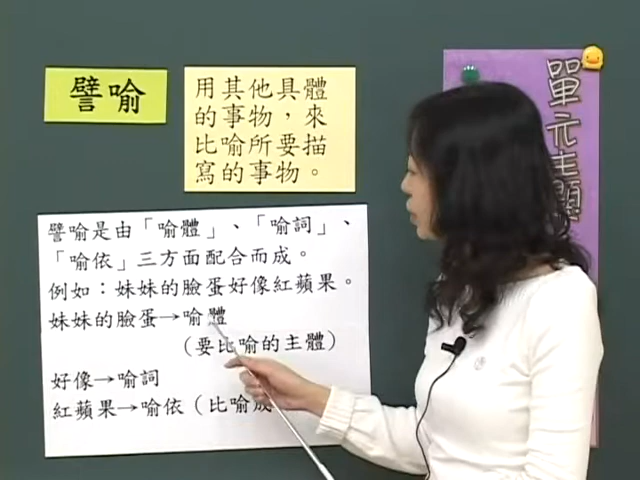 譬喻
用其他具體
的事物，來
比喻所要描
寫的事物。
單元主題
譬喻是由「喻體」、「喻詞」、
「喻依」三方面配合而成。
例如：妹妹的臉蛋好像紅蘋果。
妹妹的臉蛋→喻體
（要比喻的主體）
好像→喻詞
紅蘋果→喻依（比喻成